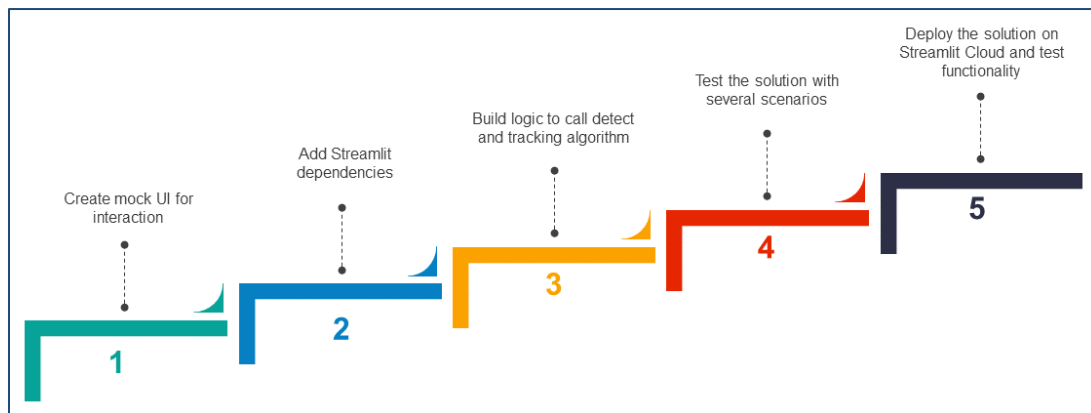 Create mock UI for
interaction
1
Add Streamlit
dependencies
2
Build logic to call detect
and tracking algorithm
3
Test the solution with
several scenarios
4
Deploy the solution on
Streamlit Cloud and test
functionality
5